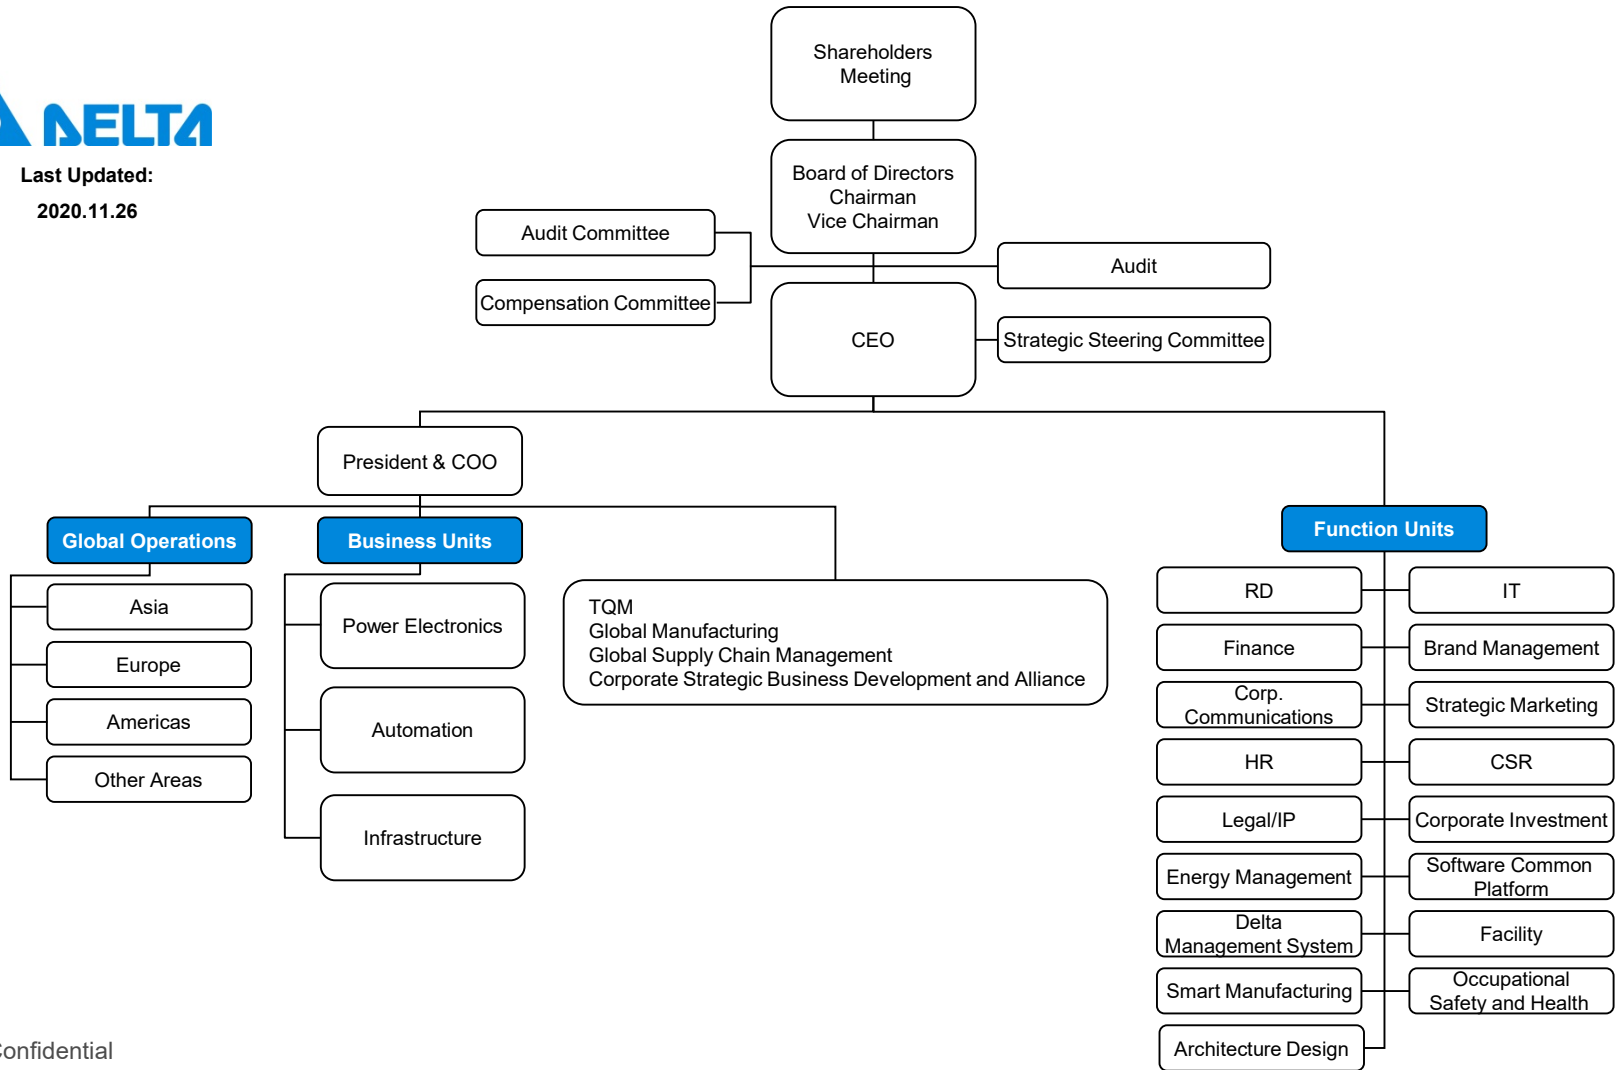 Shareholders
Meeting
DELTA
Last Updated:
2020.11.26
Board of Directors
Chairman
Vice Chairman
Audit Committee
Audit
Compensation Committee
CEO
Strategic Steering Committee
President & COO
Global Operations
Business Units
Function Units
Asia
Europe
Americas
Other Areas
Power Electronics
Automation
Infrastructure
TQM
Global Manufacturing
Global Supply Chain Management
Corporate Strategic Business Development and Alliance
RD
IT
Finance
Brand Management
Corp.
Communications
Strategic Marketing
HR
CSR
Legal/IP
Corporate Investment
Energy Management
Software Common
Platform
Delta
Management System
Facility
Smart Manufacturing
Occupational
Safety and Health
Architecture Design
Confidential